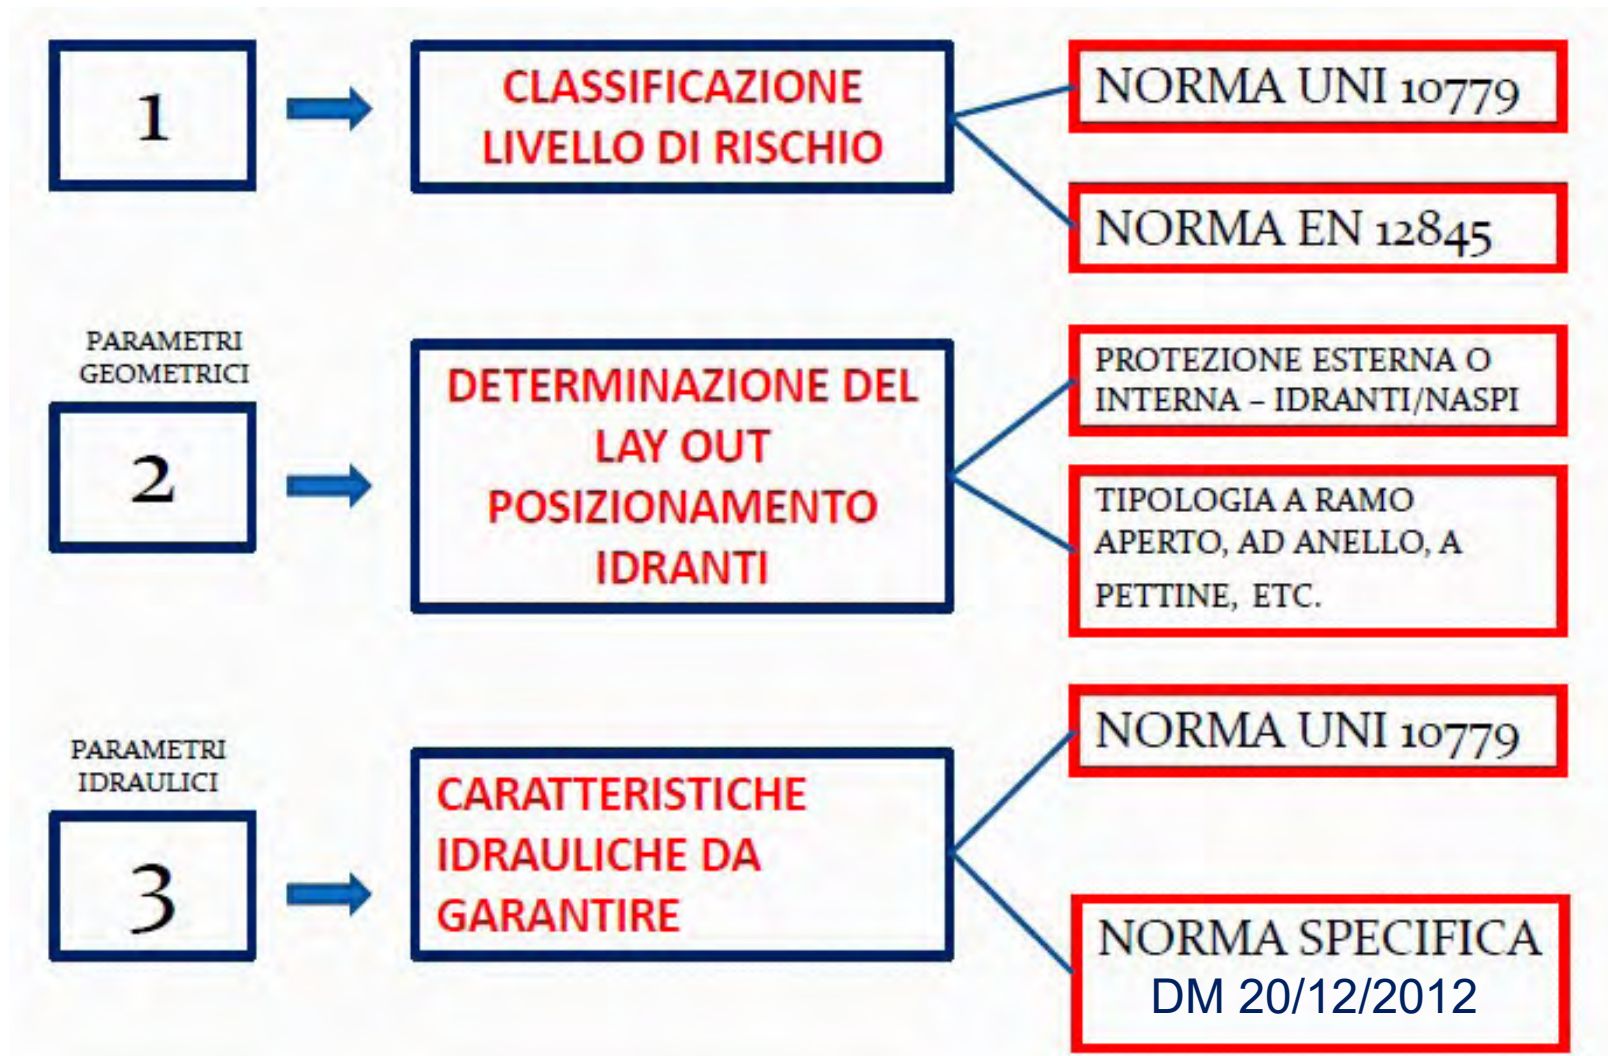 1
CLASSIFICAZIONE
LIVELLO DI RISCHIO
NORMA UNI 10779
NORMA EN 12845
PARAMETRI
GEOMETRICI
2
DETERMINAZIONE DEL
LAY OUT
POSIZIONAMENTO
IDRANTI
PROTEZIONE ESTERNA O
INTERNA – IDRANTI/NASPI
TIPOLOGIA A RAMO
APERTO, AD ANELLO, A
PETTINE, ETC.
PARAMETRI
IDRAULICI
3
CARATTERISTICHE
IDRAULICHE DA
GARANTIRE
NORMA UNI 10779
NORMA SPECIFICA
DM 20/12/2012